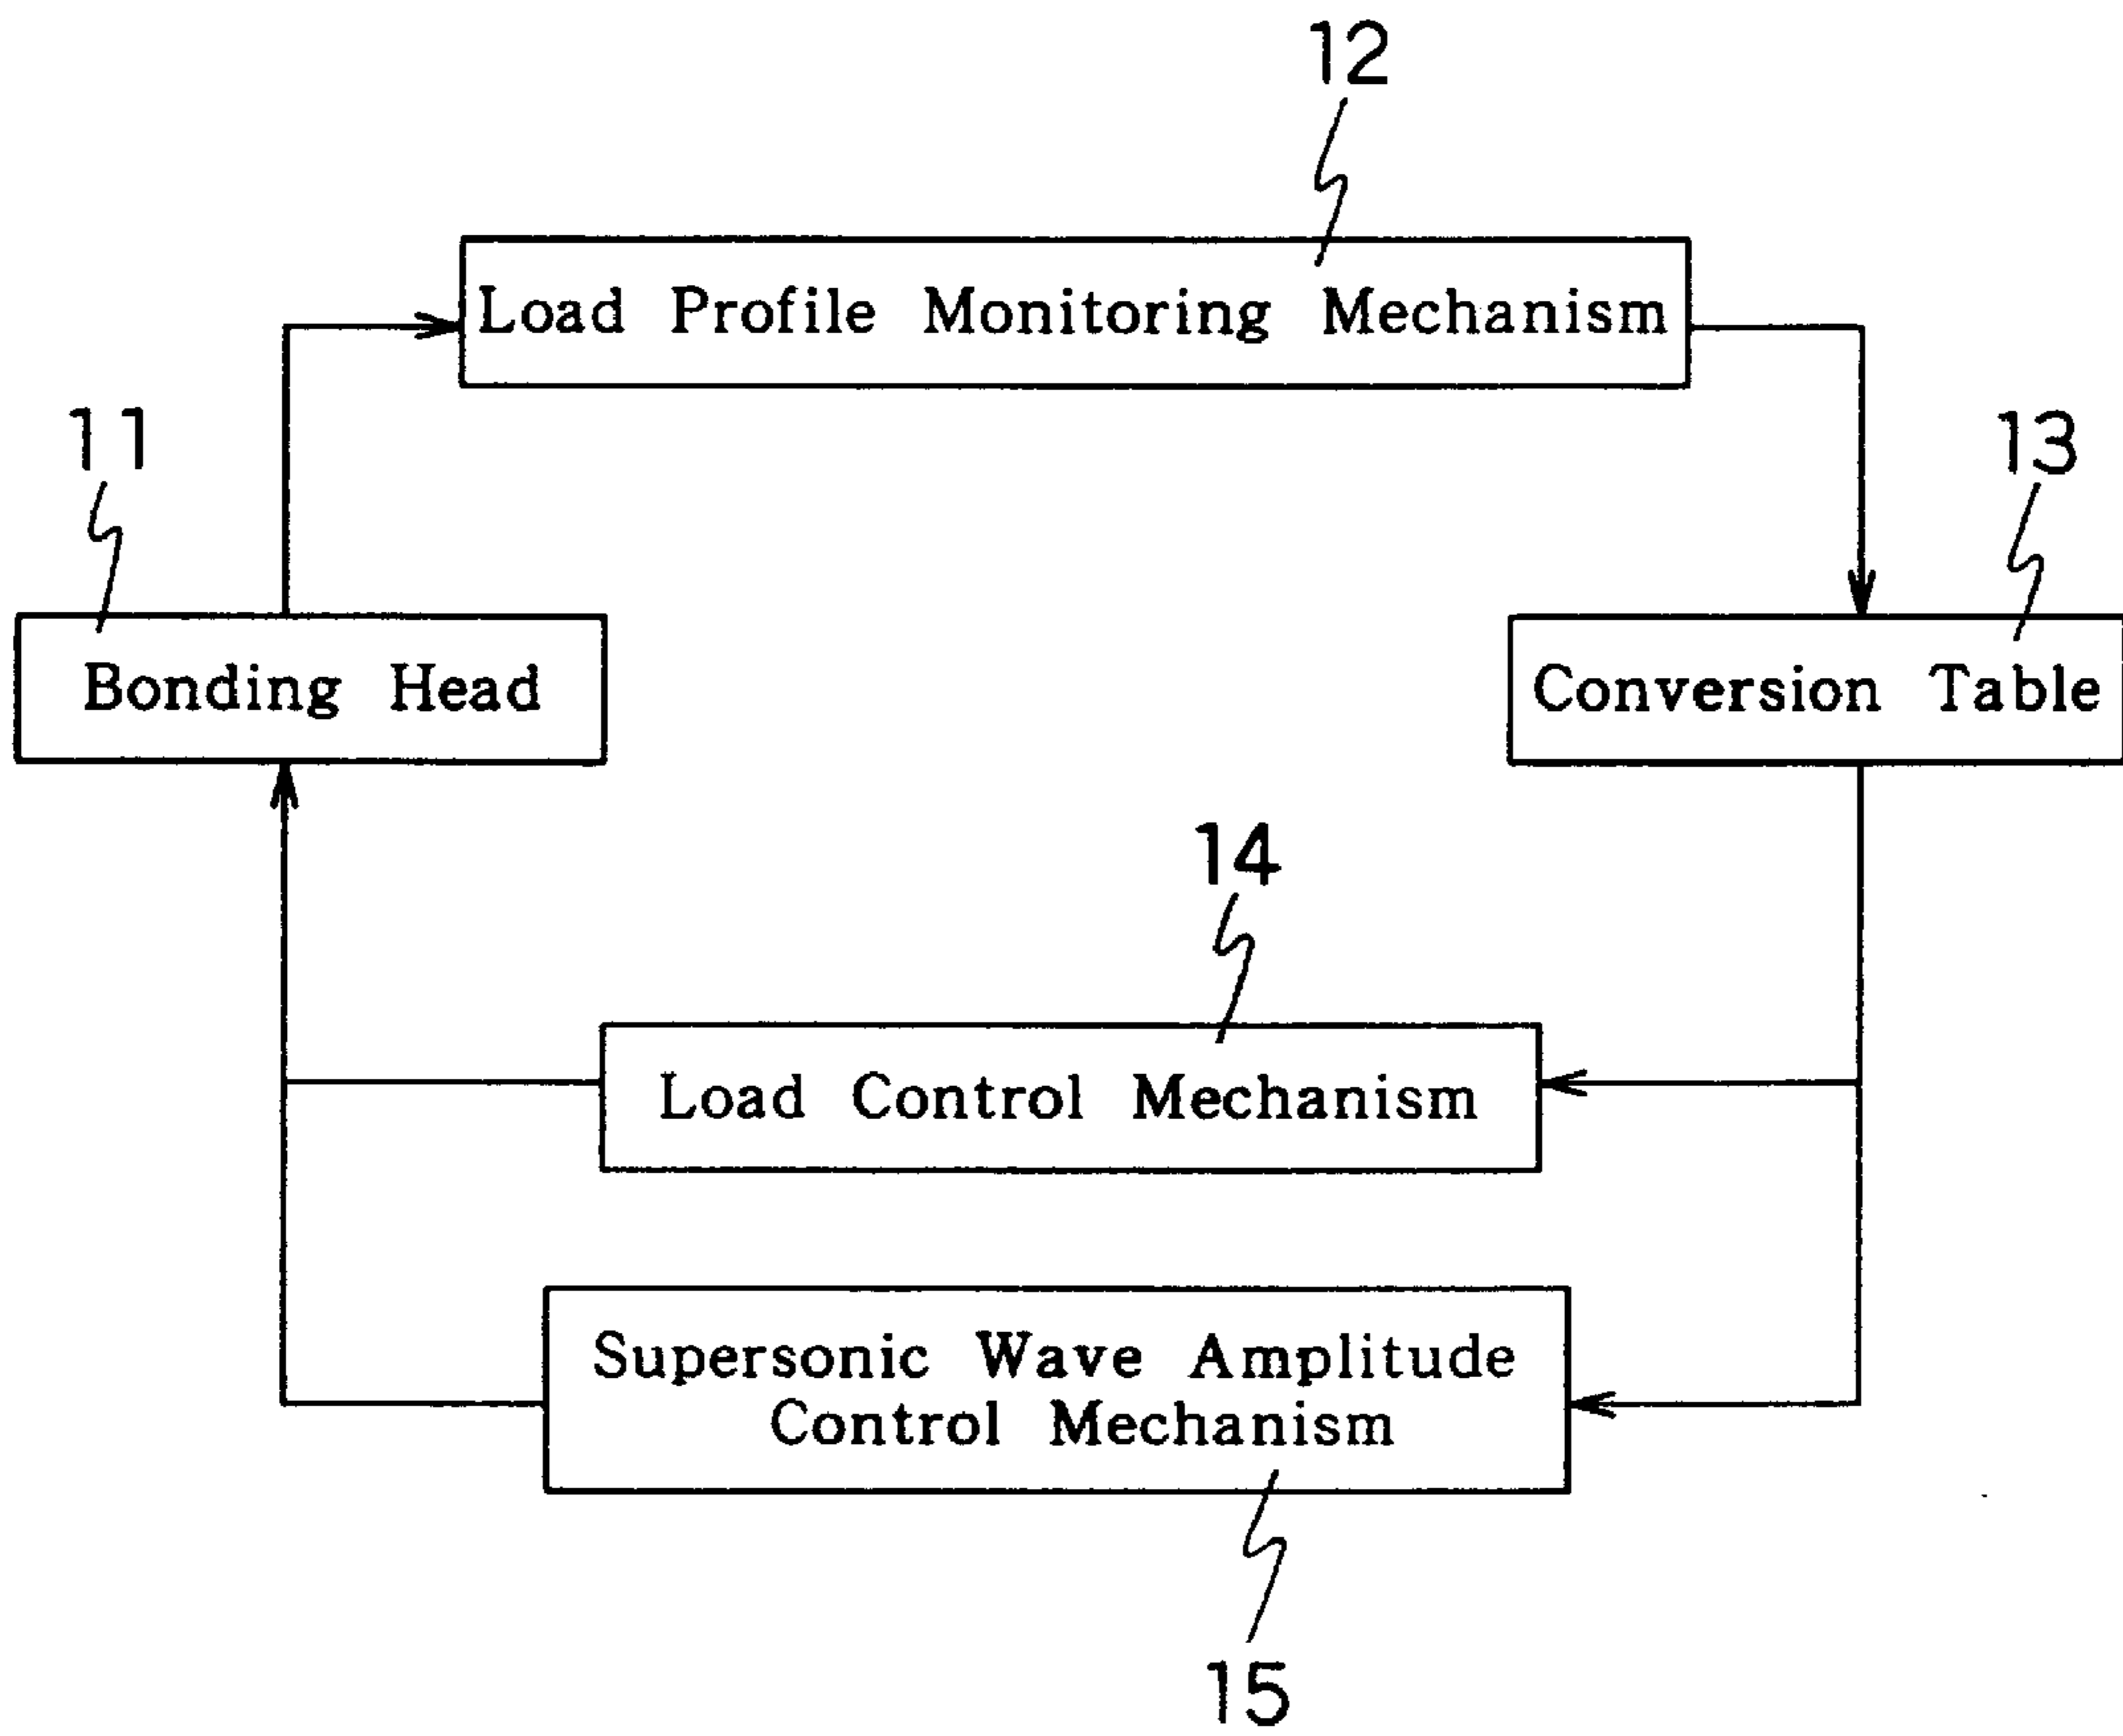 12
Load Profile Monitoring Mechanism
11
13
Bonding Head
Conversion Table
14
Load Control Mechanism
Supersonic Wave Amplitude
Control Mechanism
15